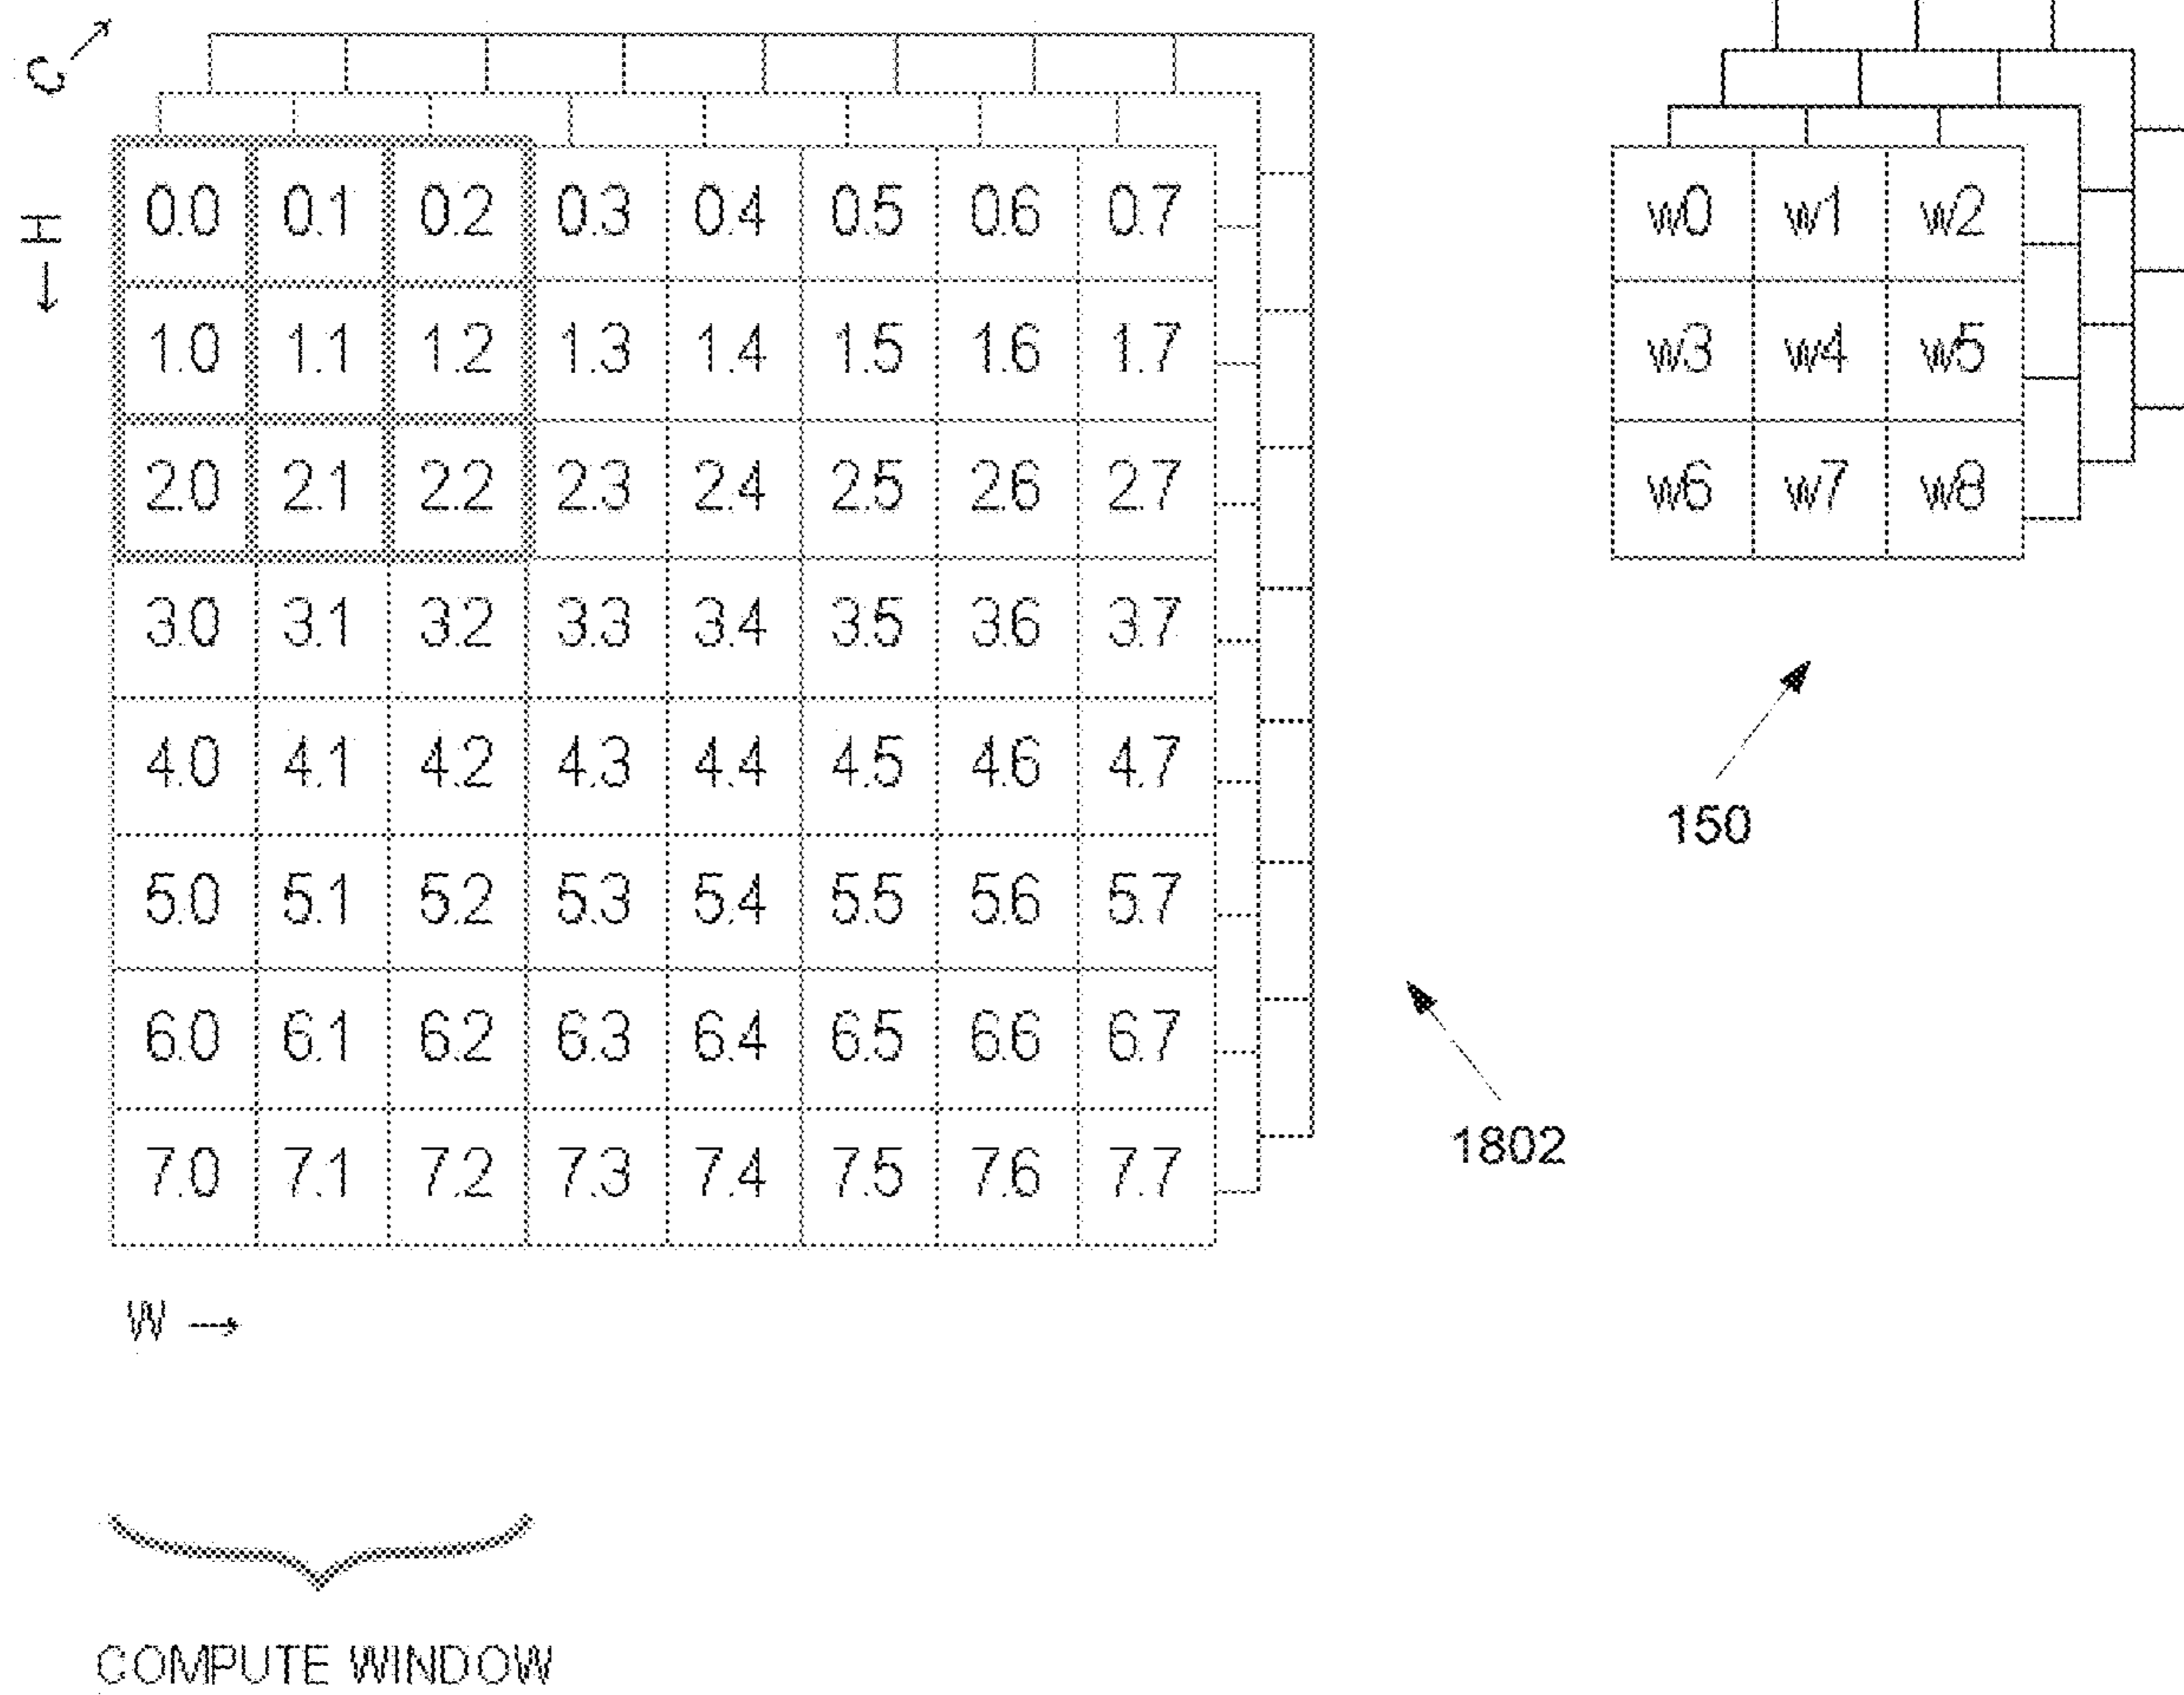 C
H
0.0 0.1 0.2 0.3 0.4 0.5 0.6 0.7
1.0 1.1 1.2 1.3 1.4 1.5 1.6 1.7
2.0 2.1 2.2 2.3 2.4 2.5 2.6 2.7
3.0 3.1 3.2 3.3 3.4 3.5 3.6 3.7
4.0 4.1 4.2 4.3 4.4 4.5 4.6 4.7
5.0 5.1 5.2 5.3 5.4 5.5 5.6 5.7
6.0 6.1 6.2 6.3 6.4 6.5 6.6 6.7
7.0 7.1 7.2 7.3 7.4 7.5 7.6 7.7
W
COMPUTE WINDOW
1802
w0 w1 w2
w3 w4 w5
w6 w7 w8
150